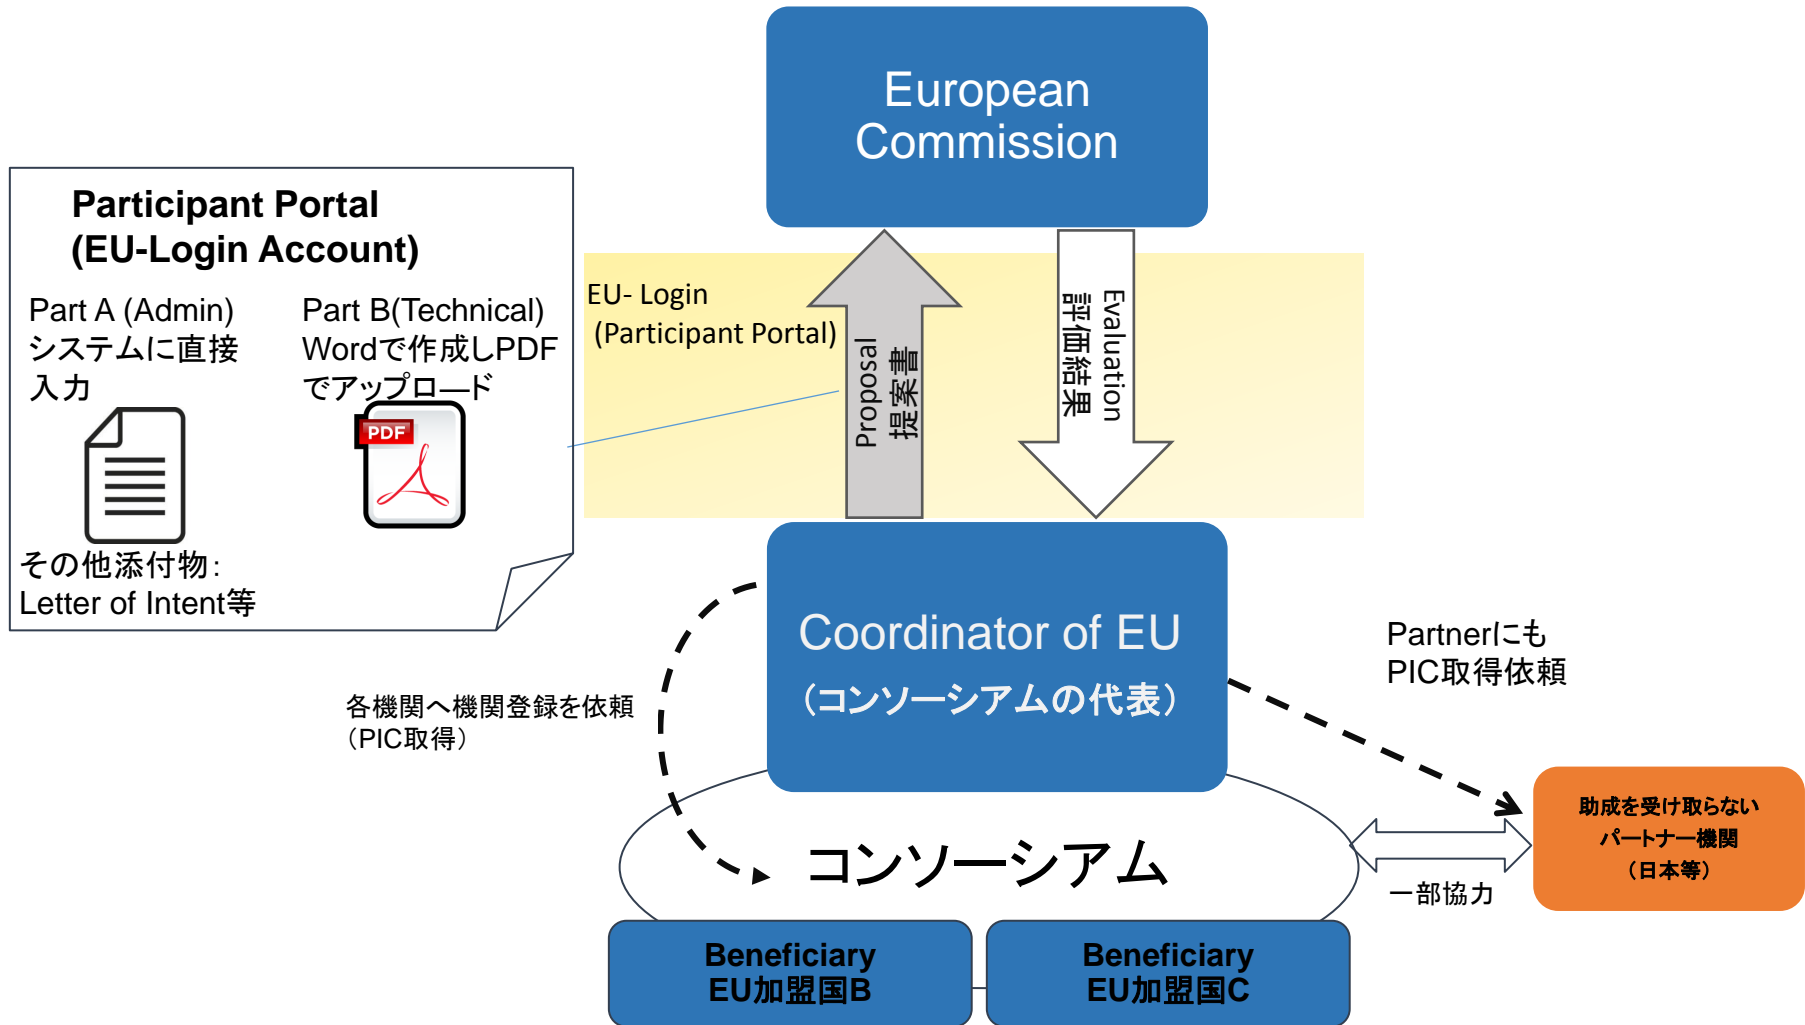 European
Commission
Participant Portal
(EU-Login Account)
Part A (Admin)
システムに直接
入力
Part B(Technical)
Wordで作成しPDF
でアップロード
PDF
その他添付物：
Letter of Intent等
EU- Login
(Participant Portal)
Proposal
提案書
Evaluation
評価結果
Coordinator of EU
（コンソーシアムの代表）
各機関へ機関登録を依頼
（PIC取得）
Partnerにも
PIC取得依頼
コンソーシアム
一部協力
助成を受け取らない
パートナー機関
（日本等）
Beneficiary
EU加盟国B
Beneficiary
EU加盟国C